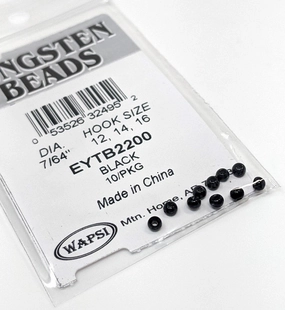 NGSTEN
BEADS
0 53526 32495 2
DIA. HOOK SIZE
7/64" 12, 14, 16
EYTB2200
BLACK
10/PKG
Made in China
Mtn. Home, AR
WAPSI